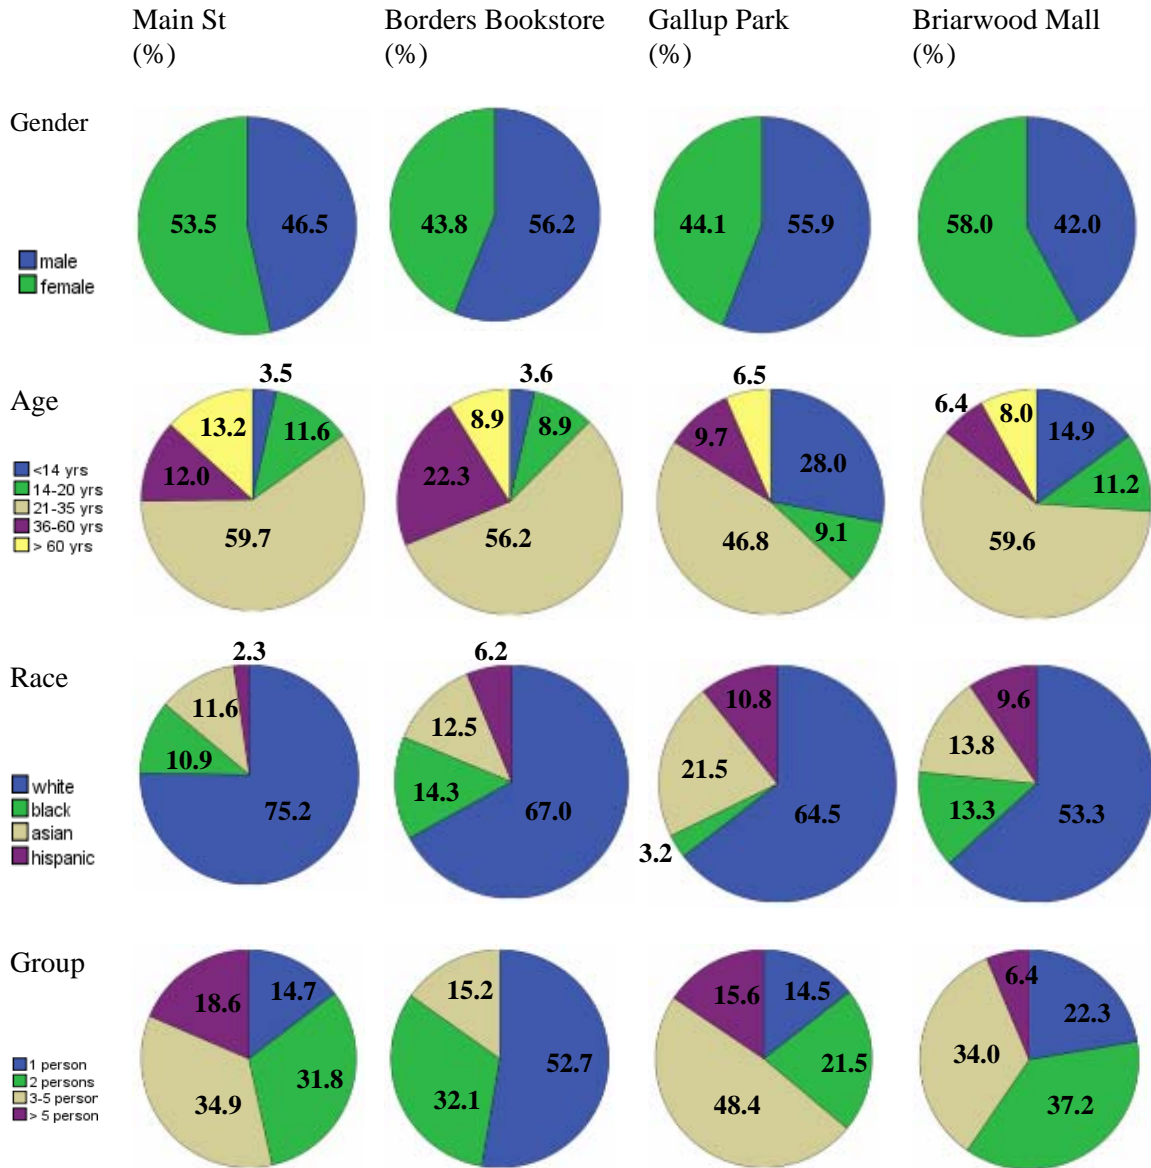 Main St
(%)
Borders Bookstore
(%)
Gallup Park
(%)
Briarwood Mall
(%)
Gender
male
female
53.5 46.5
43.8 56.2
44.1 55.9
58.0 42.0
Age
<14 yrs
14-20 yrs
21-35 yrs
36-60 yrs
> 60 yrs
3.5
13.2 11.6
12.0
59.7
3.6
8.9 8.9
22.3
56.2
6.5
9.7
28.0
46.8 9.1
6.4 8.0 14.9
11.2
59.6
Race
white
black
asian
hispanic
2.3
11.6
10.9
75.2
6.2
12.5
14.3 67.0
10.8
21.5
3.2 64.5
9.6
13.8
13.3 53.3
Group
1 person
2 persons
3-5 person
> 5 person
18.6 14.7
31.8
34.9
15.2
52.7
32.1
15.6 14.5
21.5
48.4
6.4
22.3
34.0
37.2